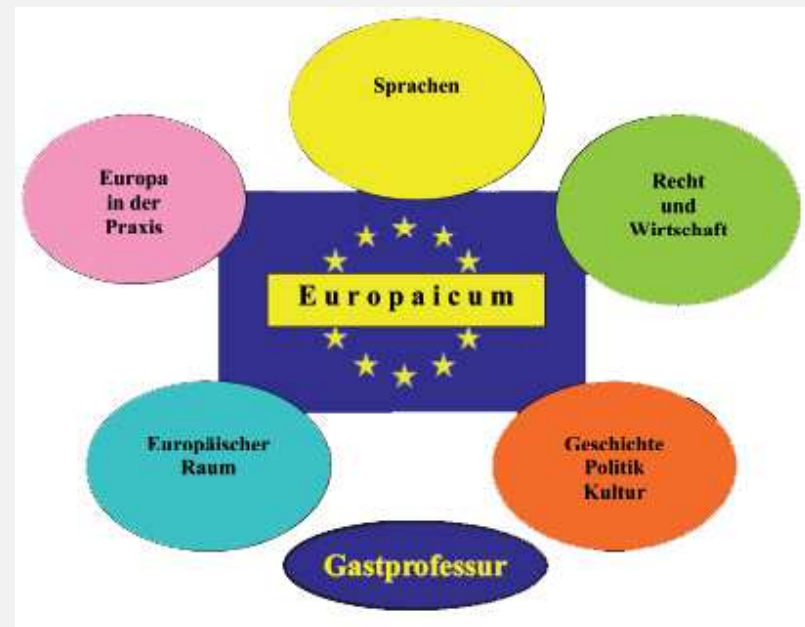 Sprachen
Europa
in der
Praxis
Recht
und
Wirtschaft
Europaicum
Europäischer
Raum
Geschichte
Politik
Kultur
Gastprofessur